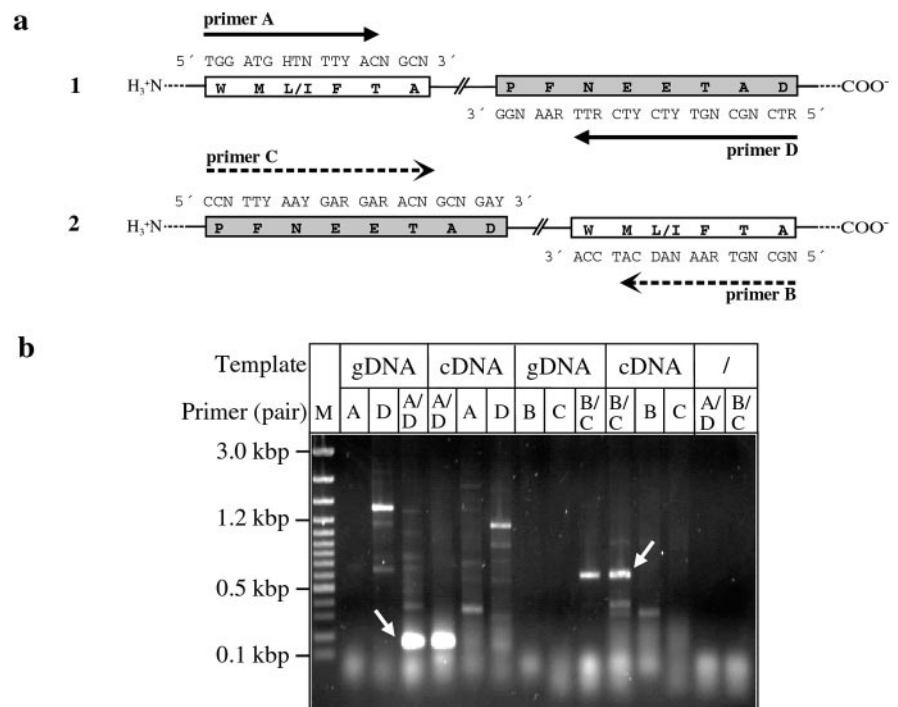 a
primer A
5´ TGG ATG HTN TTY ACN GCN 3´
1 H₃⁺N W M L/I F T A P F N E E T A D COO⁻
3´ GGN AAR TTR CTY CTY TGN CGN CTR 5´
primer D
primer C
5´ CCN TTY AAY GAR GAR ACN GCN GAY 3´
2 H₃⁺N P F N E E T A D W M L/I F T A COO⁻
3´ ACC TAC DAN AAR TGN CGN 5´
primer B
b
Template gDNA cDNA gDNA cDNA /
Primer (pair) M A D A/D A/D A D B C B/C B/C B C A/D B/C
3.0 kbp
1.2 kbp
0.5 kbp
0.1 kbp